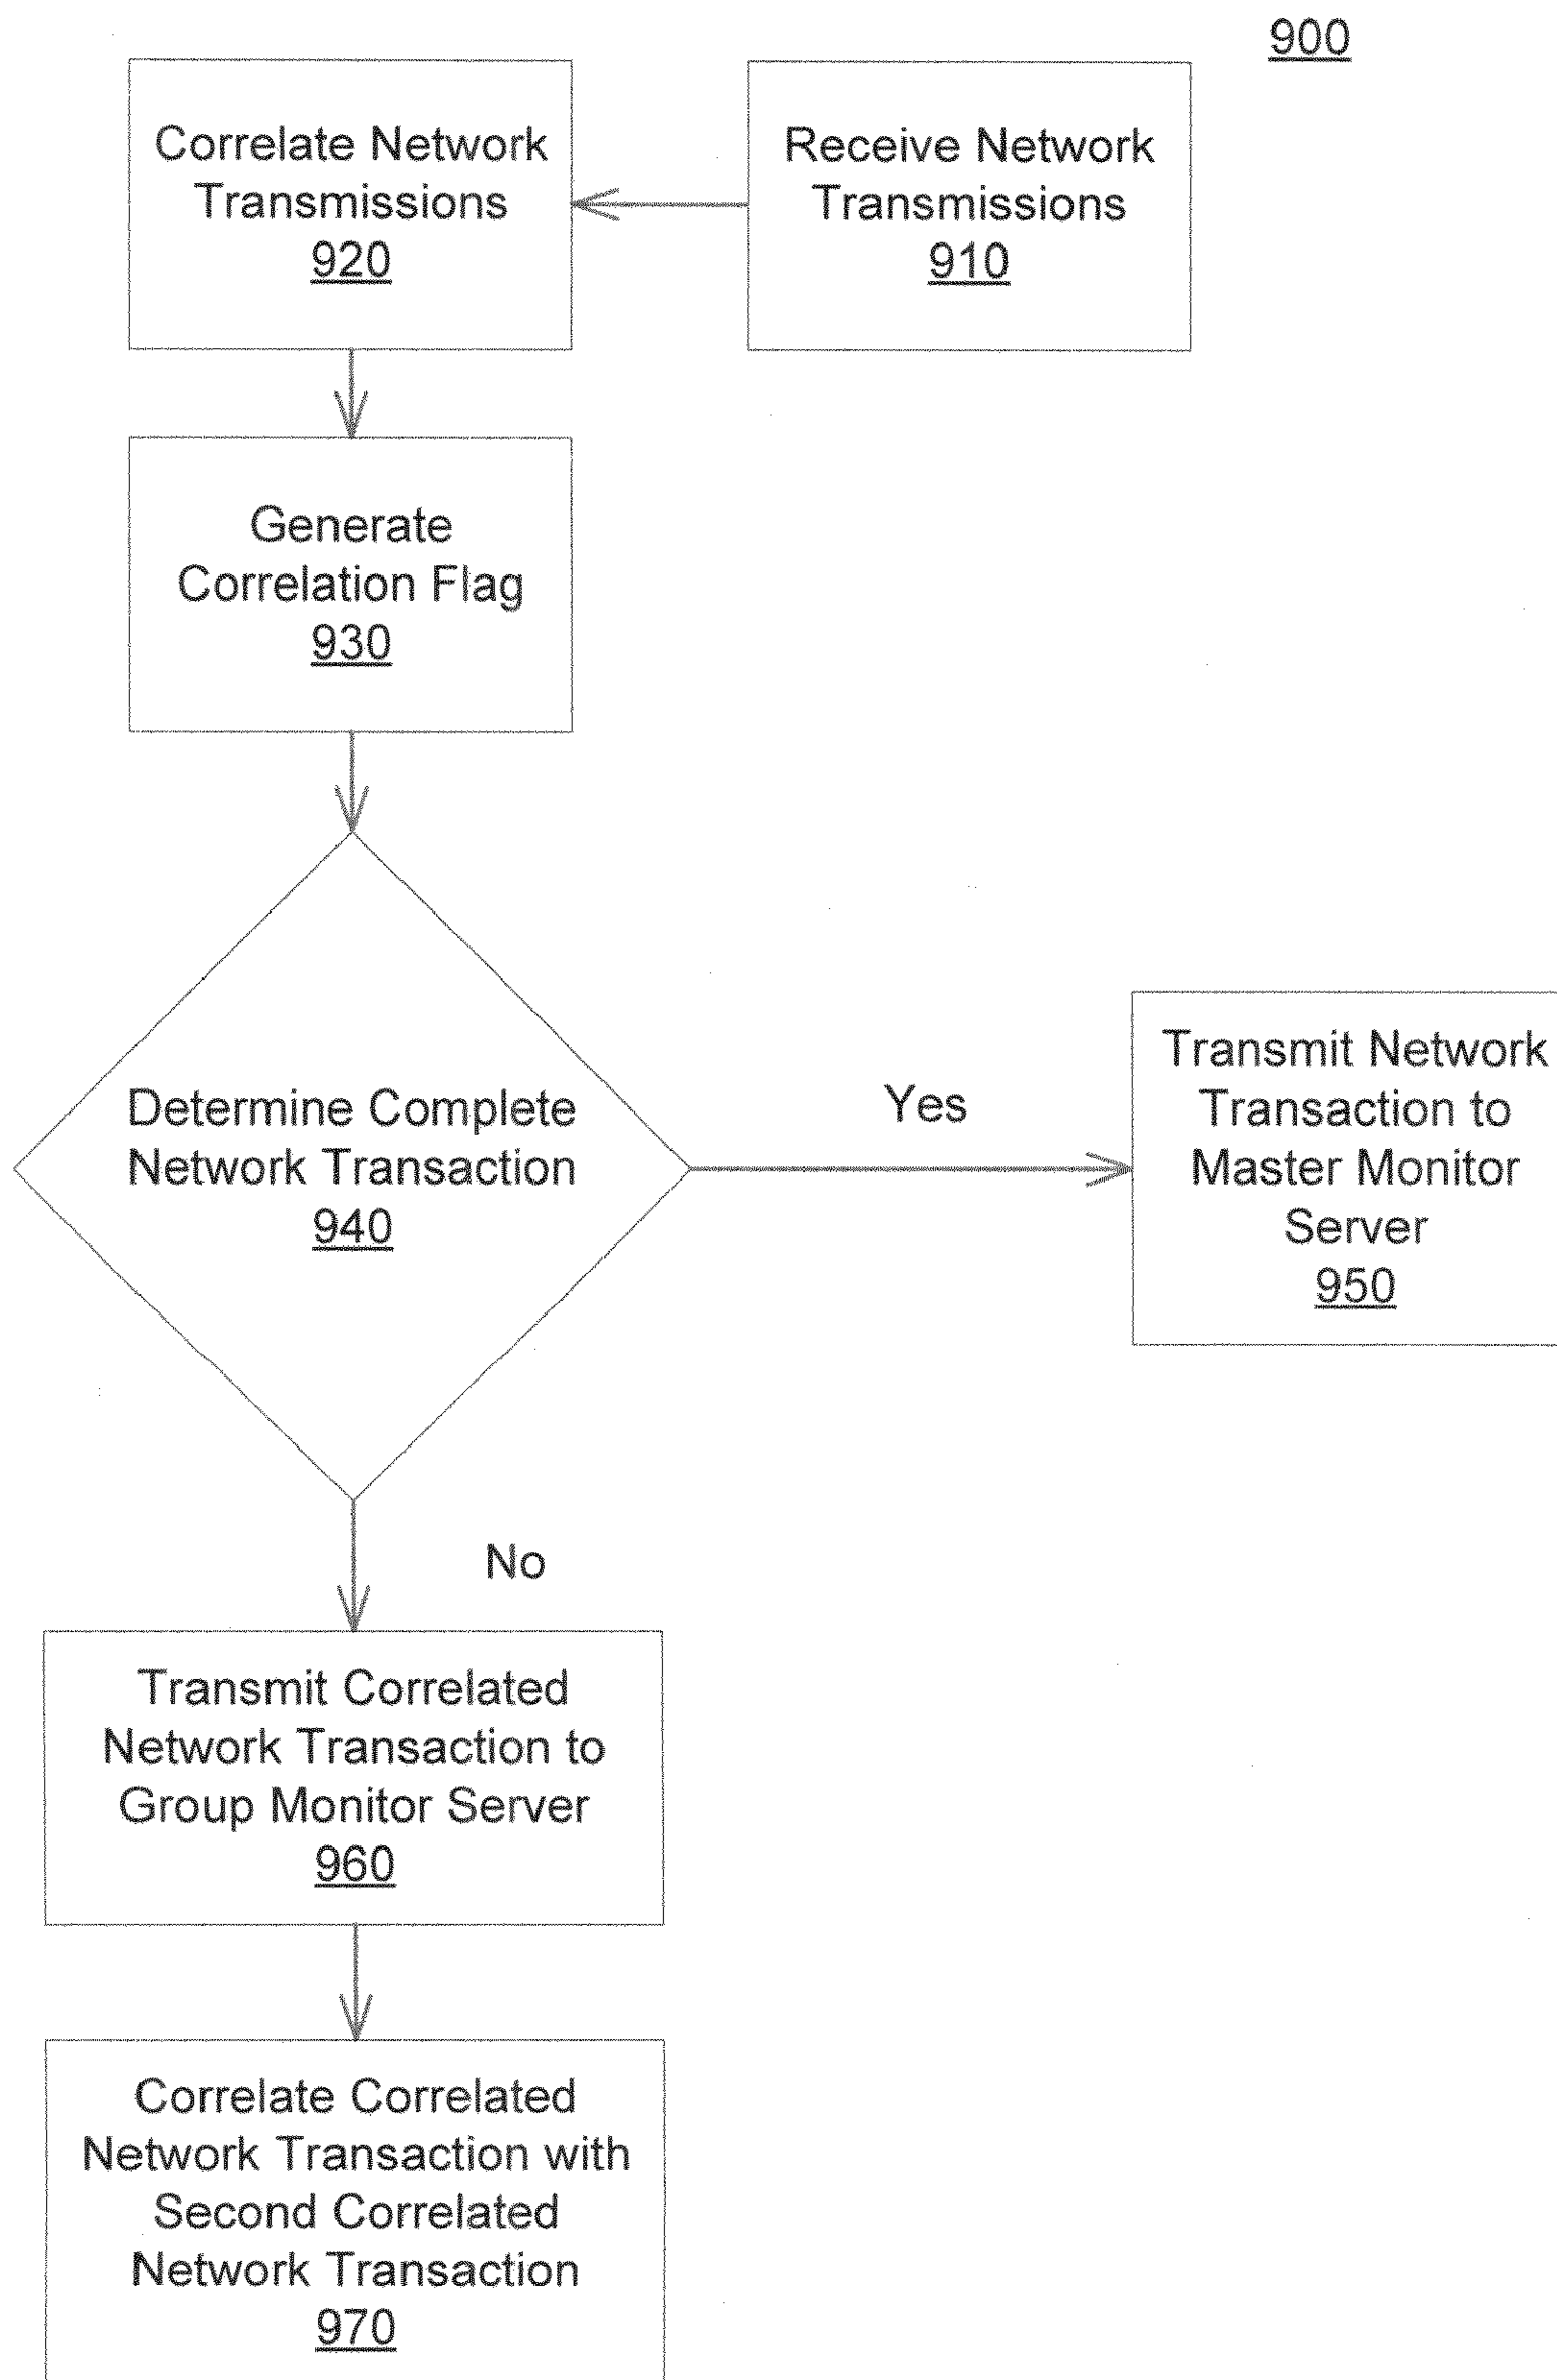 900
Correlate Network
Transmissions
920
Receive Network
Transmissions
910
Generate
Correlation Flag
930
Determine Complete
Network Transaction
940
Yes
Transmit Network
Transaction to
Master Monitor
Server
950
No
Transmit Correlated
Network Transaction to
Group Monitor Server
960
Correlate Correlated
Network Transaction with
Second Correlated
Network Transaction
970